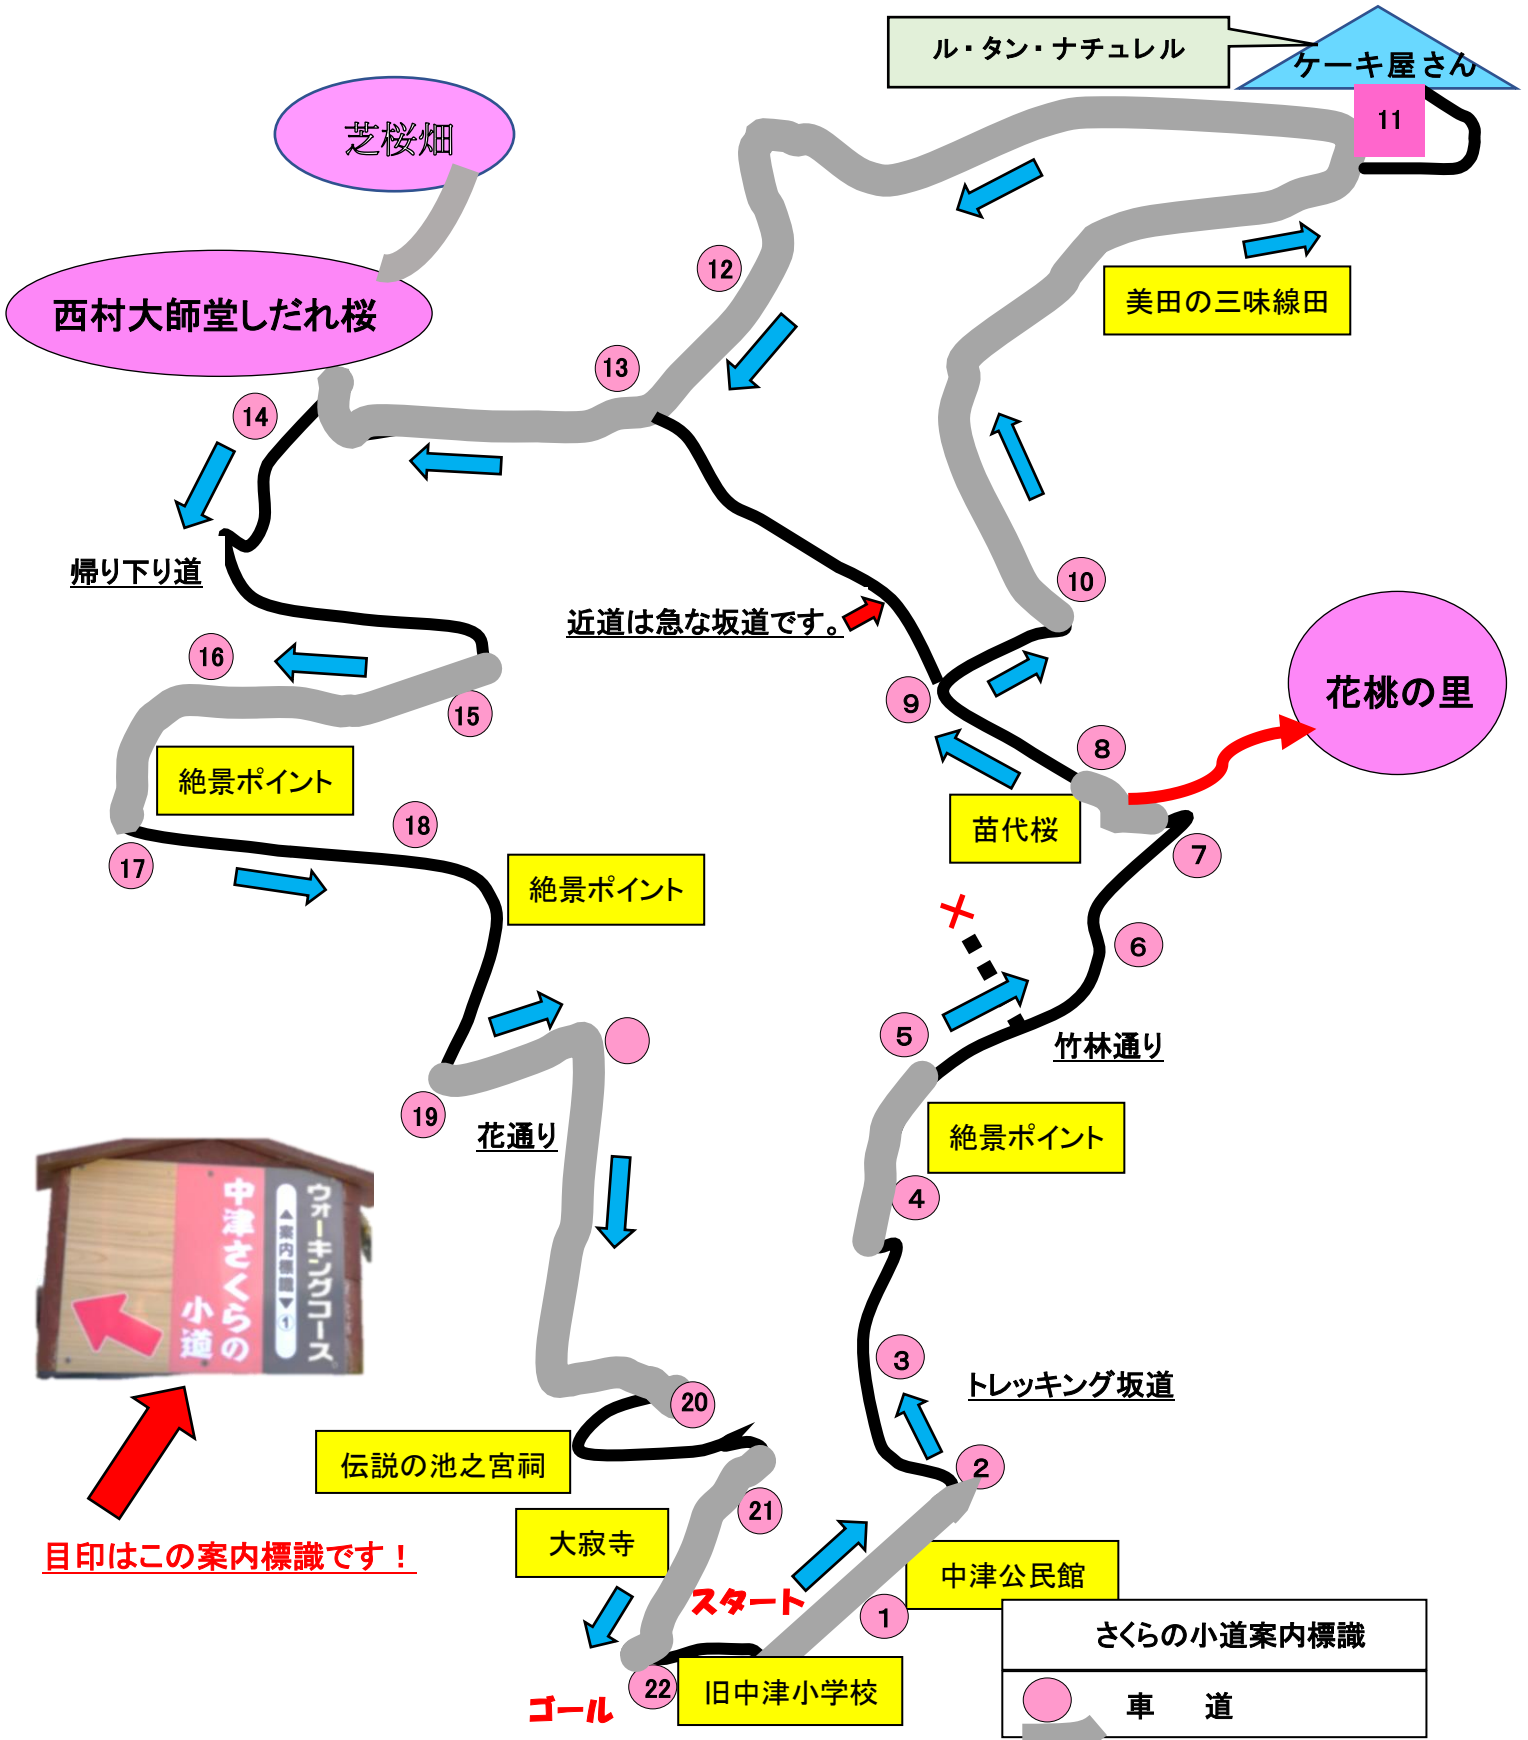 ル・タン・ナチュレル
ケーキ屋さん
11
芝桜畑
西村大師堂しだれ桜
12
美田の三味線田
13
14
帰り下り道
近道は急な坂道です。
10
花桃の里
16
15
9
8
絶景ポイント
苗代桜
17
18
7
絶景ポイント
6
5
竹林通り
19
花通り
絶景ポイント
4
ウォーキングコース
▲案内標識▼①
中津さくらの
小道
3
トレッキング坂道
20
伝説の池之宮祠
2
21
大寂寺
目印はこの案内標識です！
スタート
中津公民館
1
さくらの小道案内標識
22
旧中津小学校
ゴール
車　道